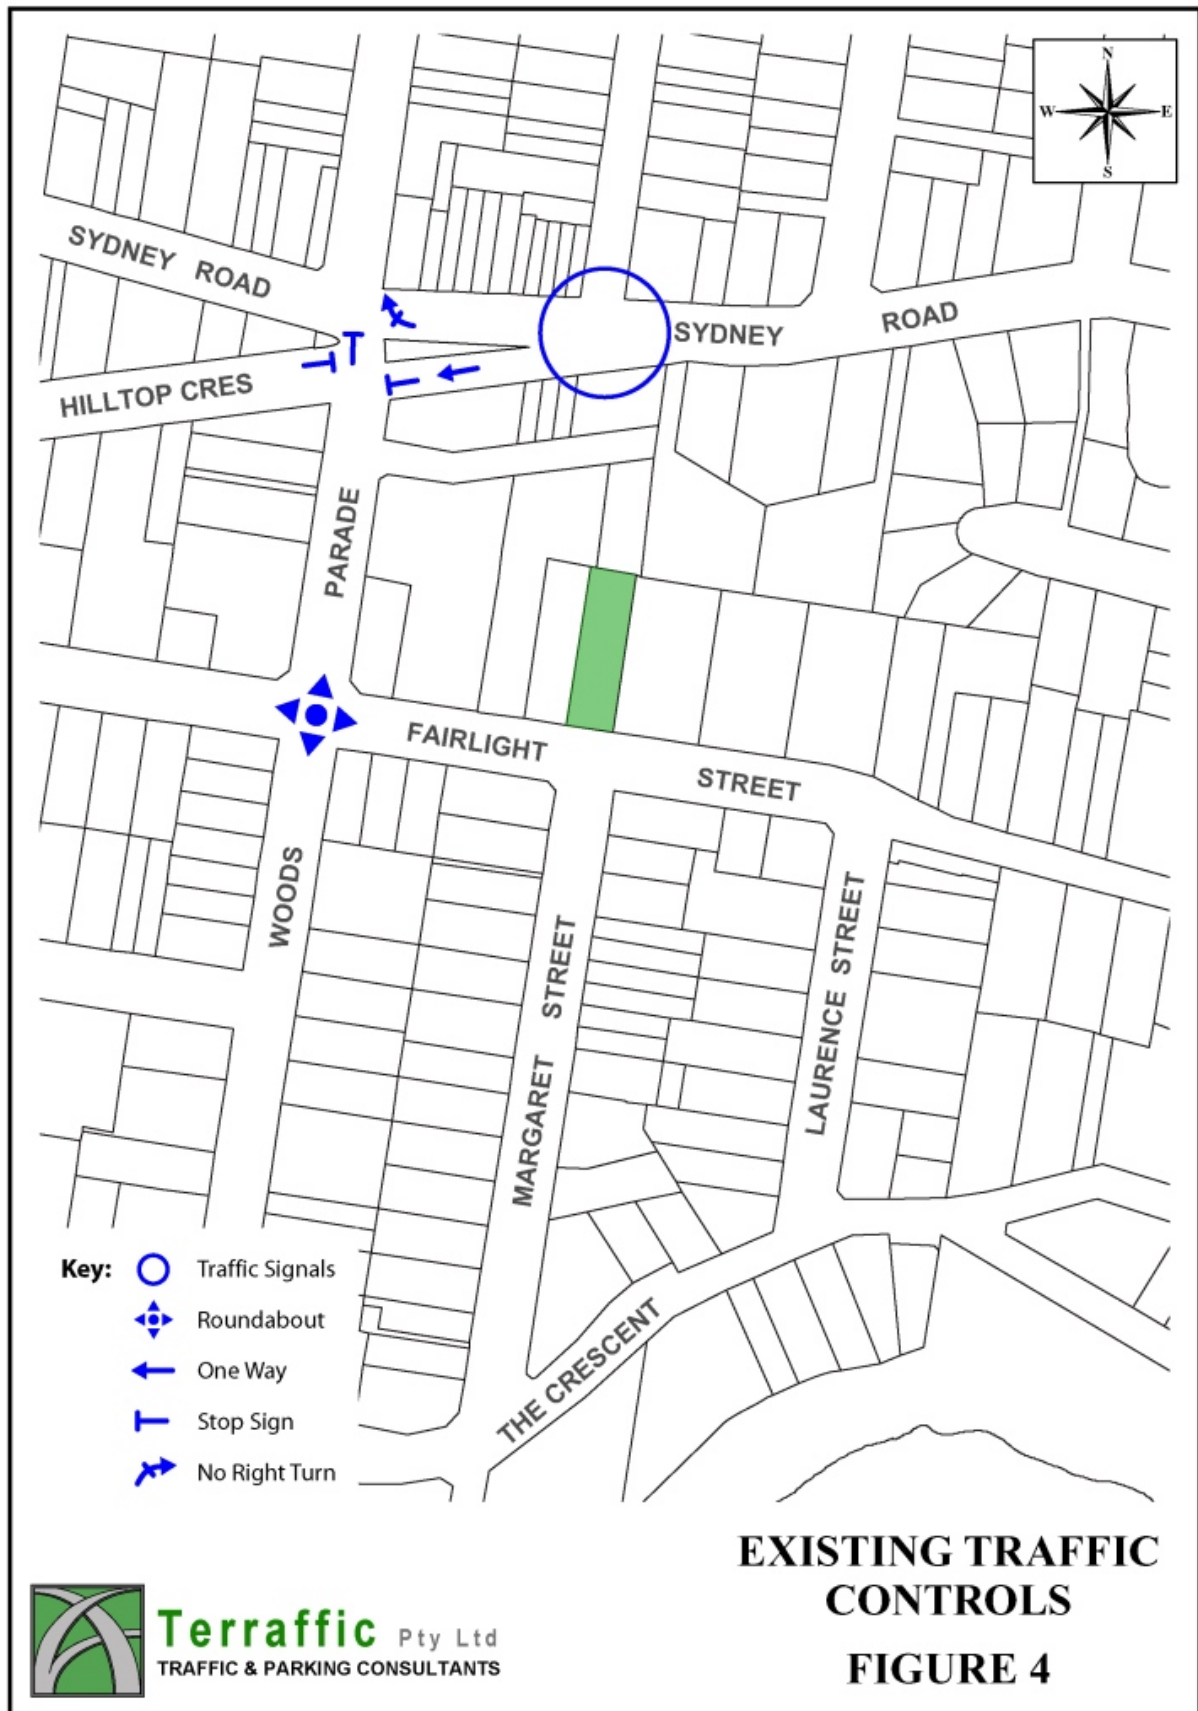 N
W E
S
SYDNEY ROAD
SYDNEY ROAD
HILLTOP CRES
PARADE
FAIRLIGHT STREET
WOODS
MARGARET STREET
LAURENCE STREET
THE CRESCENT
Key:
Traffic Signals
Roundabout
One Way
Stop Sign
No Right Turn
EXISTING TRAFFIC
CONTROLS
FIGURE 4
Terraffic Pty Ltd
TRAFFIC & PARKING CONSULTANTS